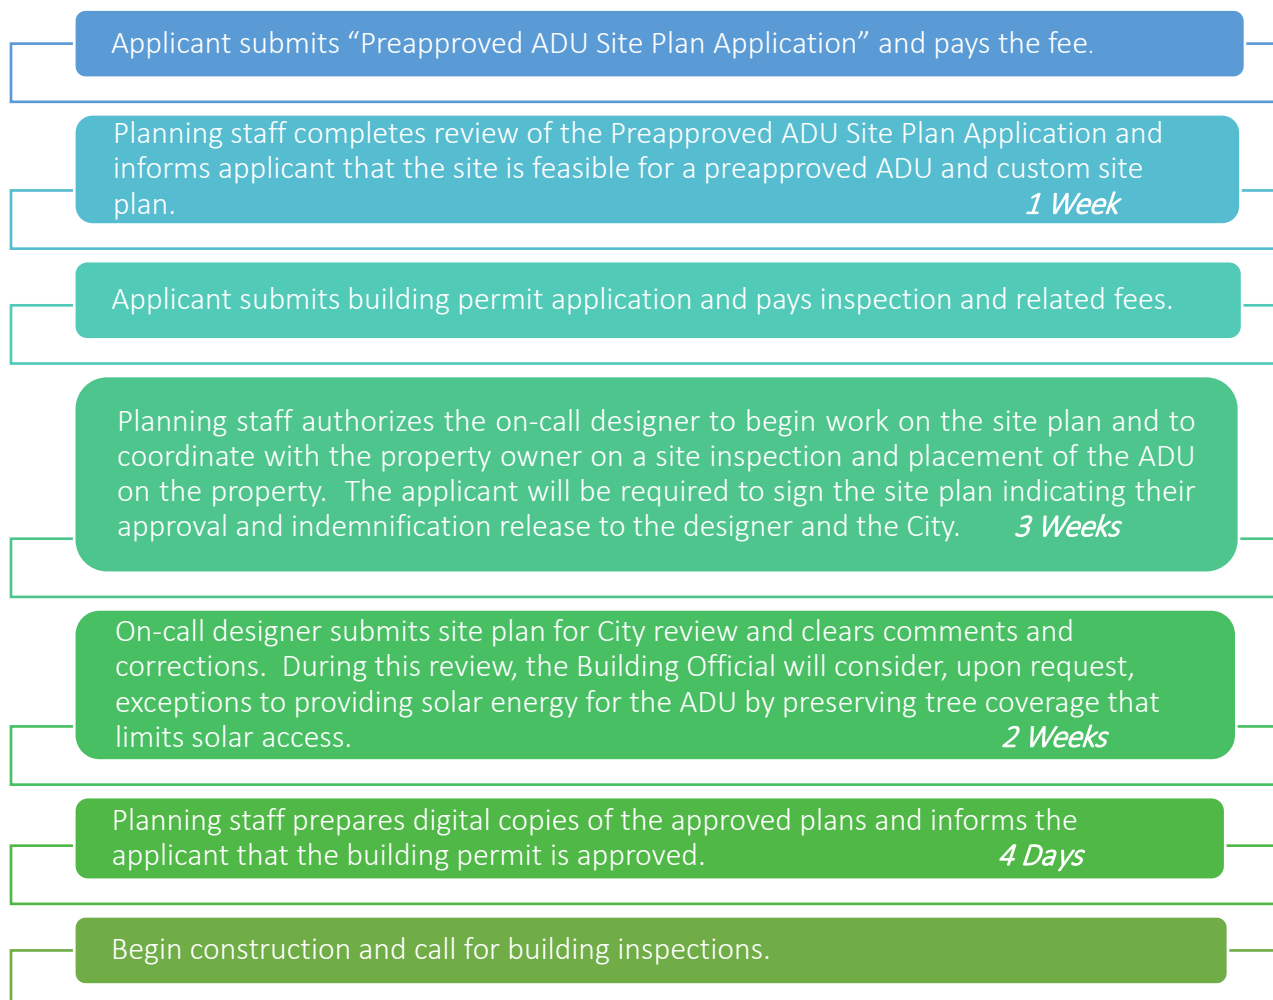 Applicant submits “Preapproved ADU Site Plan Application” and pays the fee.
Planning staff completes review of the Preapproved ADU Site Plan Application and
informs applicant that the site is feasible for a preapproved ADU and custom site
plan. 1 Week
Applicant submits building permit application and pays inspection and related fees.
Planning staff authorizes the on-call designer to begin work on the site plan and to
coordinate with the property owner on a site inspection and placement of the ADU
on the property. The applicant will be required to sign the site plan indicating their
approval and indemnification release to the designer and the City. 3 Weeks
On-call designer submits site plan for City review and clears comments and
corrections. During this review, the Building Official will consider, upon request,
exceptions to providing solar energy for the ADU by preserving tree coverage that
limits solar access. 2 Weeks
Planning staff prepares digital copies of the approved plans and informs the
applicant that the building permit is approved. 4 Days
Begin construction and call for building inspections.